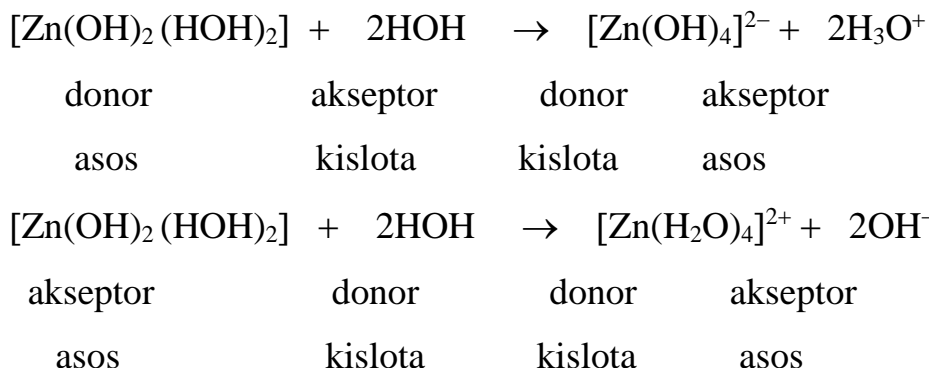 [Zn(OH)₂ (HOH)₂] + 2HOH → [Zn(OH)₄]²⁻ + 2H₃O⁺
donor akseptor donor akseptor
asos kislota kislota asos
[Zn(OH)₂ (HOH)₂] + 2HOH → [Zn(H₂O)₄]²⁺ + 2OH⁻
akseptor donor donor akseptor
asos kislota kislota asos